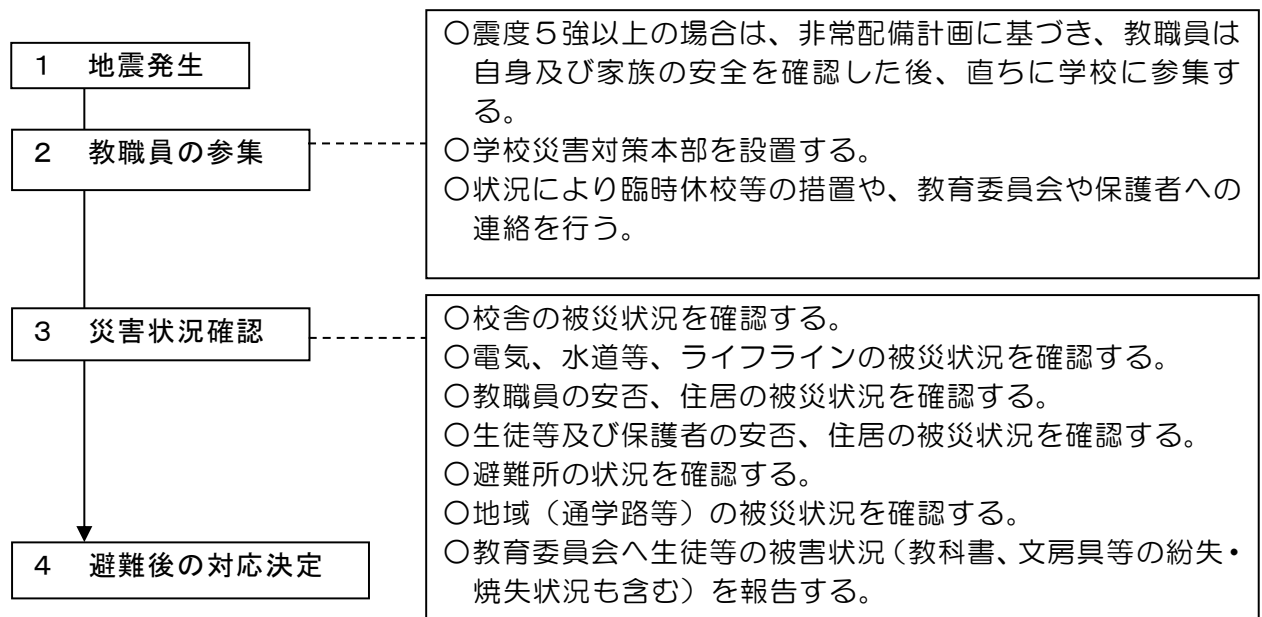 1 地震発生
2 教職員の参集
○震度5強以上の場合は、非常配備計画に基づき、教職員は
自身及び家族の安全を確認した後、直ちに学校に参集す
る。
○学校災害対策本部を設置する。
○状況により臨時休校等の措置や、教育委員会や保護者への
連絡を行う。
3 災害状況確認
○校舎の被災状況を確認する。
○電気、水道等、ライフラインの被災状況を確認する。
○教職員の安否、住居の被災状況を確認する。
○生徒等及び保護者の安否、住居の被災状況を確認する。
○避難所の状況を確認する。
○地域（通学路等）の被災状況を確認する。
○教育委員会へ生徒等の被害状況（教科書、文房具等の紛失・
焼失状況も含む）を報告する。
4 避難後の対応決定